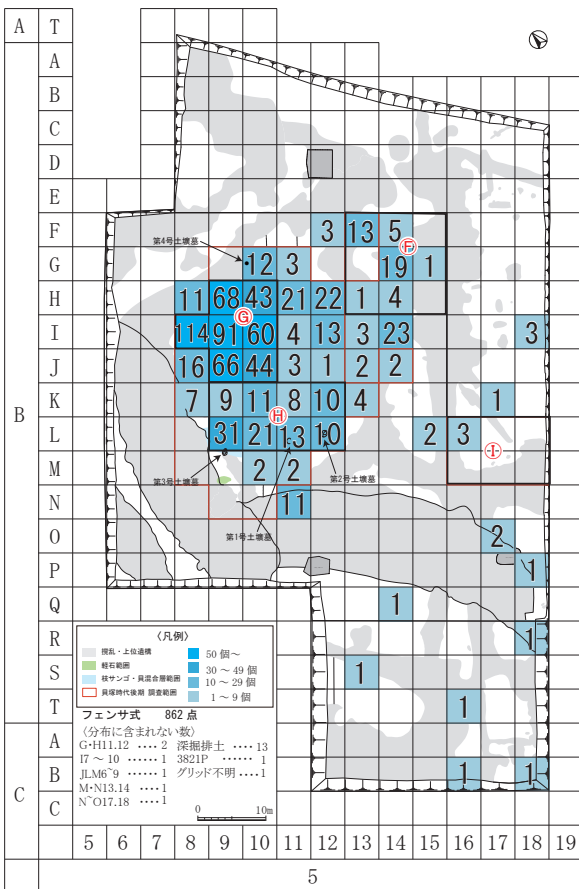 A T
A
B
C
D
E
F 3 13 5 Ⓕ
第4号土壙墓
G 12 3 19 1
H 11 68 43 21 22 1 4
Ⓖ
I 114 91 60 4 13 3 23 3
J 16 66 44 3 1 2 2
K 7 9 11 8 10 4 1
B
Ⓗ
L 31 21 13 10 2 3
Ⓘ
M 2 2
第3号土壙墓 第2号土壙墓
N 11
第1号土壙墓
O 2
P 1
Q 1
R 1
S 1
T 1
A
B 1 1
C
C
〈凡例〉
撹乱・上位遺構
軽石範囲
枝サンゴ・貝混合層範囲
貝塚時代後期 調査範囲
50 個～
30 ～ 49 個
10 ～ 29 個
1 ～ 9 個
フェンサ式 862 点
〈分布に含まれない数〉
G･H11.12 ････ 2 深掘排土 ････ 13
I7 ～ 10 ･････ 1 3821P ･････ 1
JLM6~9 ･････ 1 グリッド不明 ････ 1
M･N13.14 ････ 1
N~O17.18 ････ 1
0 10m
5 6 7 8 9 10 11 12 13 14 15 16 17 18 19
5